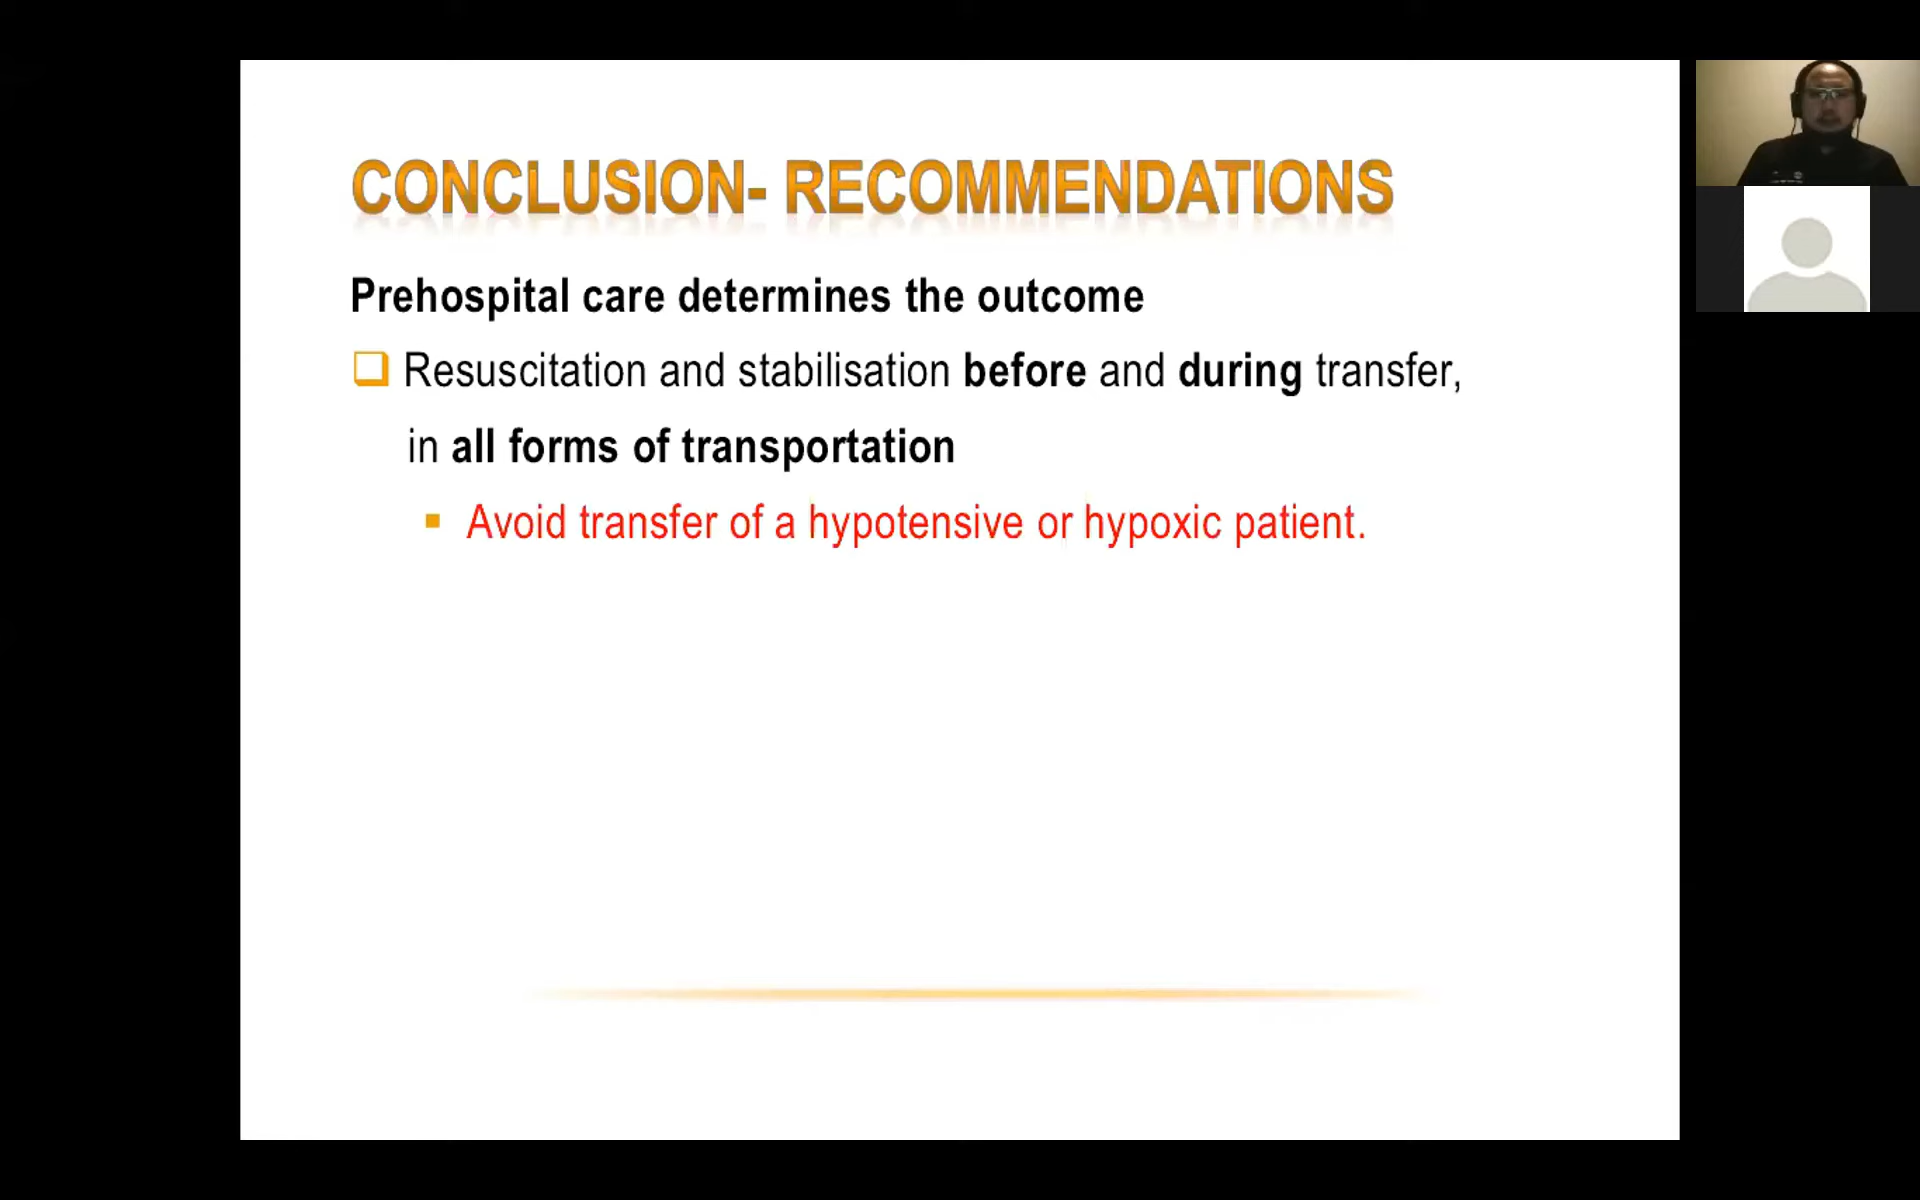 CONCLUSION- RECOMMENDATIONS
Prehospital care determines the outcome
Resuscitation and stabilisation before and during transfer,
in all forms of transportation
Avoid transfer of a hypotensive or hypoxic patient.